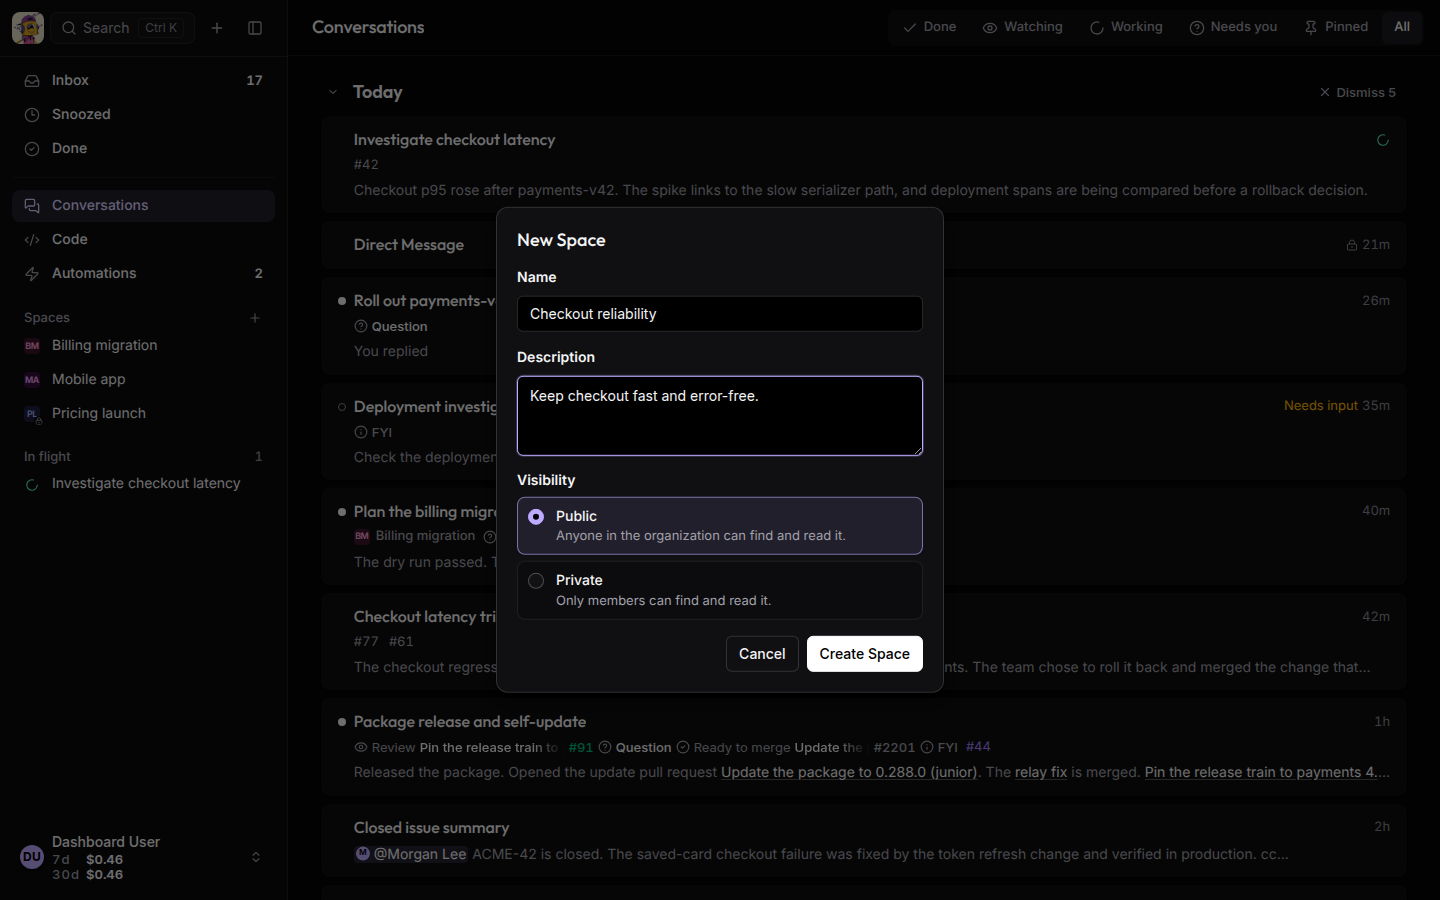 Search Ctrl K
Inbox 17
Snoozed
Done
Conversations
Code
Automations 2
Spaces
BM Billing migration
MA Mobile app
PL Pricing launch
In flight 1
Investigate checkout latency
DU Dashboard User
7d $0.46
30d $0.46
Conversations
Done Watching Working Needs you Pinned All
Today Dismiss 5
Investigate checkout latency
#42
Checkout p95 rose after payments-v42. The spike links to the slow serializer path, and deployment spans are being compared before a rollback decision.
Direct Message 21m
Roll out payments-v 26m
Question
You replied
Deployment investig Needs input 35m
FYI
Check the deploymen
Plan the billing migr 40m
BM Billing migration
The dry run passed.
Checkout latency tri 42m
#77 #61
The checkout regress nts. The team chose to roll it back and merged the change that...
Package release and self-update 1h
Review Pin the release train to #91 Question Ready to merge Update the #2201 FYI #44
Released the package. Opened the update pull request Update the package to 0.288.0 (junior). The relay fix is merged. Pin the release train to payments 4....
Closed issue summary 2h
M @Morgan Lee ACME-42 is closed. The saved-card checkout failure was fixed by the token refresh change and verified in production. cc...
New Space
Name
Checkout reliability
Description
Keep checkout fast and error-free.
Visibility
Public
Anyone in the organization can find and read it.
Private
Only members can find and read it.
Cancel Create Space